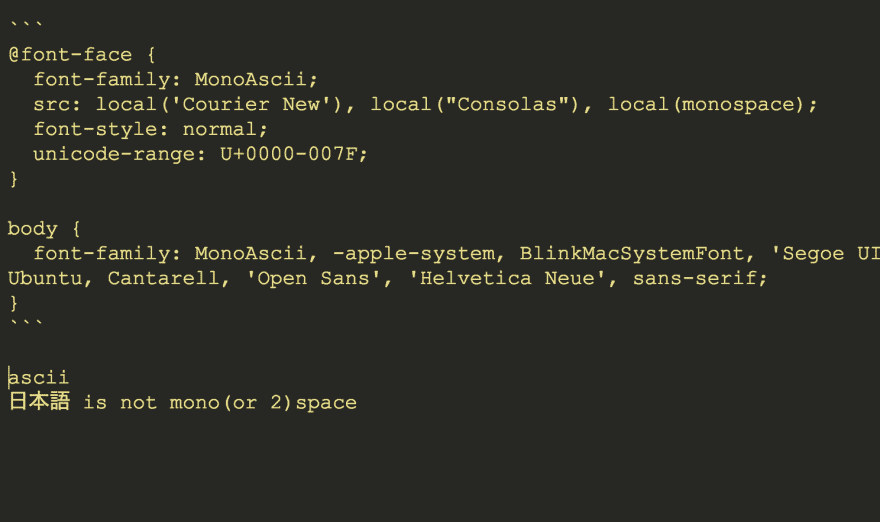 ```
@font-face {
  font-family: MonoAscii;
  src: local('Courier New'), local("Consolas"), local(monospace);
  font-style: normal;
  unicode-range: U+0000-007F;
}

body {
  font-family: MonoAscii, -apple-system, BlinkMacSystemFont, 'Segoe UI
Ubuntu, Cantarell, 'Open Sans', 'Helvetica Neue', sans-serif;
}
```

ascii
日本語 is not mono(or 2)space